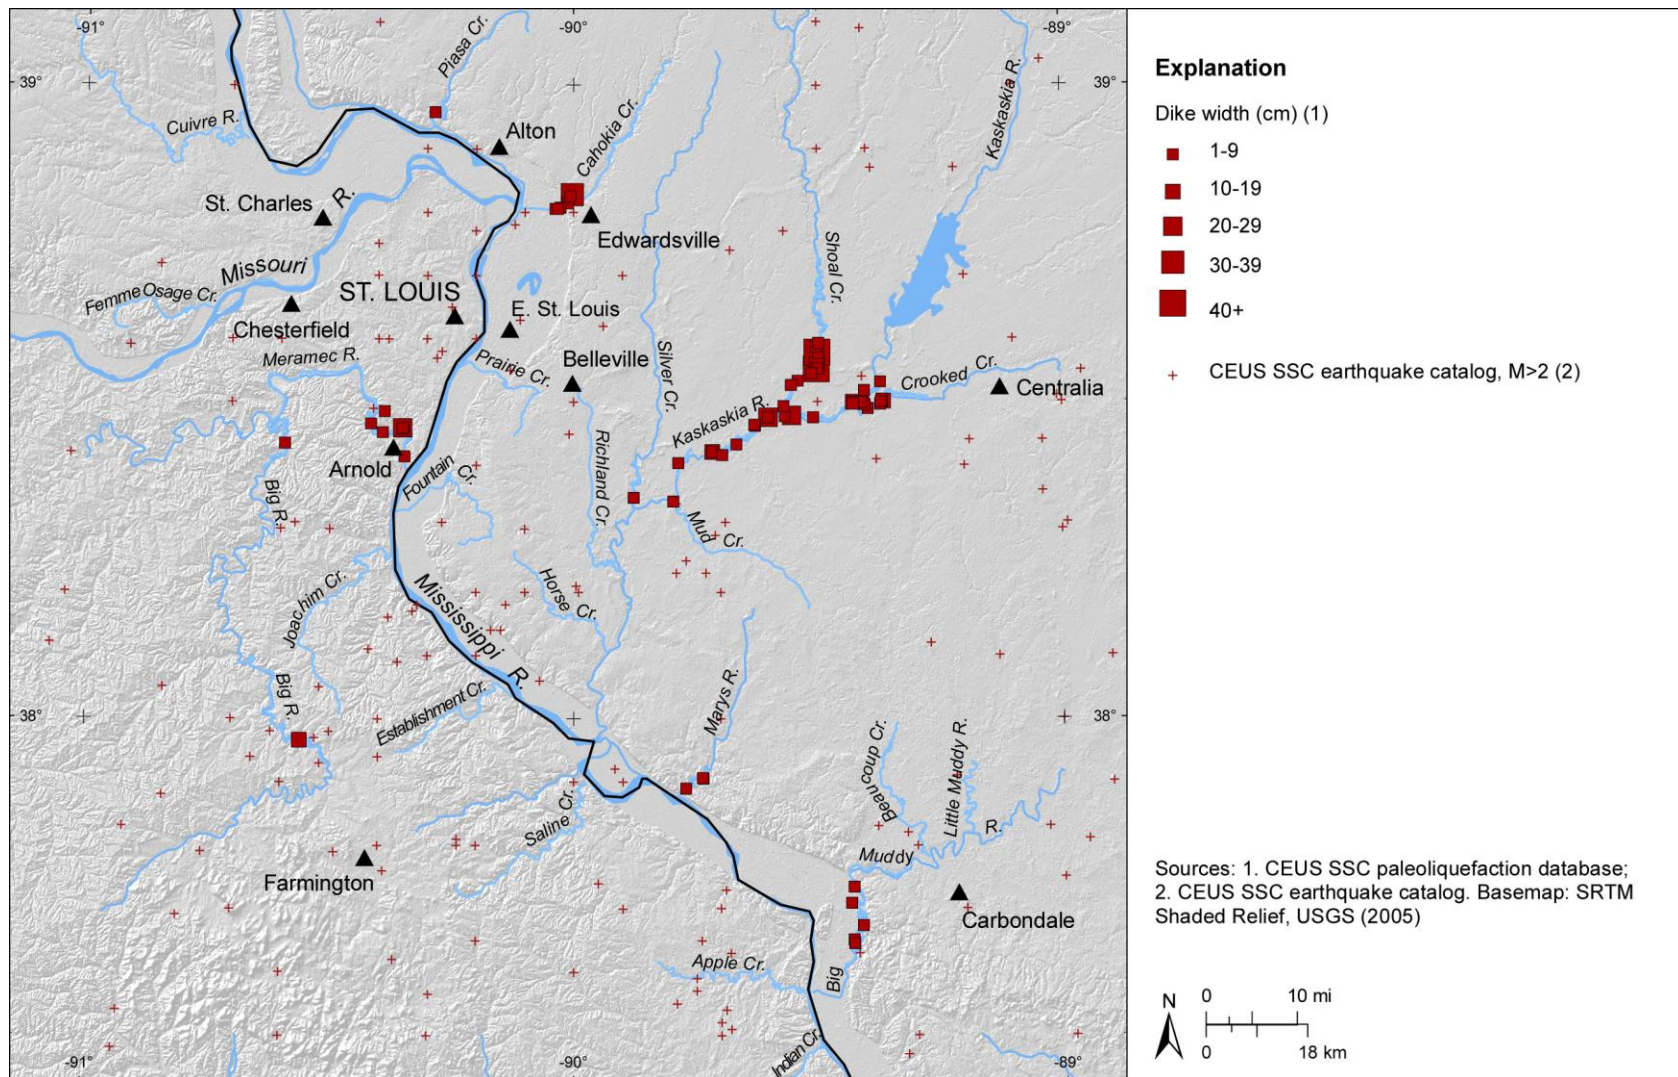 -91°
-90°
-89°
39°
39°
Piasa Cr.
Cuivre R.
Alton
Cahokia Cr.
Kaskaskia R.
St. Charles
R.
Edwardsville
Missouri
Shoal Cr.
Femme Osage Cr.
ST. LOUIS
E. St. Louis
Chesterfield
Meramec R.
Prairie Cr.
Belleville
Silver Cr.
Crooked Cr.
Centralia
Kaskaskia R.
Arnold
Fountain Cr.
Richland Cr.
Big R.
Mud Cr.
Joachim Cr.
Horse Cr.
Mississippi R.
Big R.
Establishment Cr.
Marys R.
38°
38°
Beaucoup Cr.
Little Muddy R.
Saline Cr.
R.
Muddy
Farmington
Carbondale
Apple Cr.
Big
Indian Cr.
-91°
-90°
-89°
Explanation
Dike width (cm) (1)
1-9
10-19
20-29
30-39
40+
CEUS SSC earthquake catalog, M>2 (2)
Sources: 1. CEUS SSC paleoliquefaction database;
2. CEUS SSC earthquake catalog. Basemap: SRTM
Shaded Relief, USGS (2005)
N
0 10 mi
0 18 km